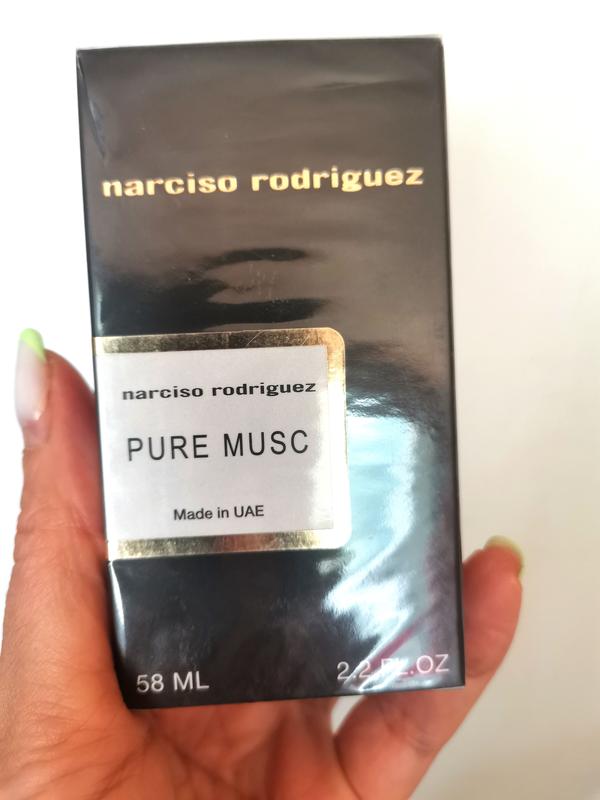 narciso rodriguez
narciso rodriguez
PURE MUSC
Made in UAE
58 ML
2.2 FL.OZ